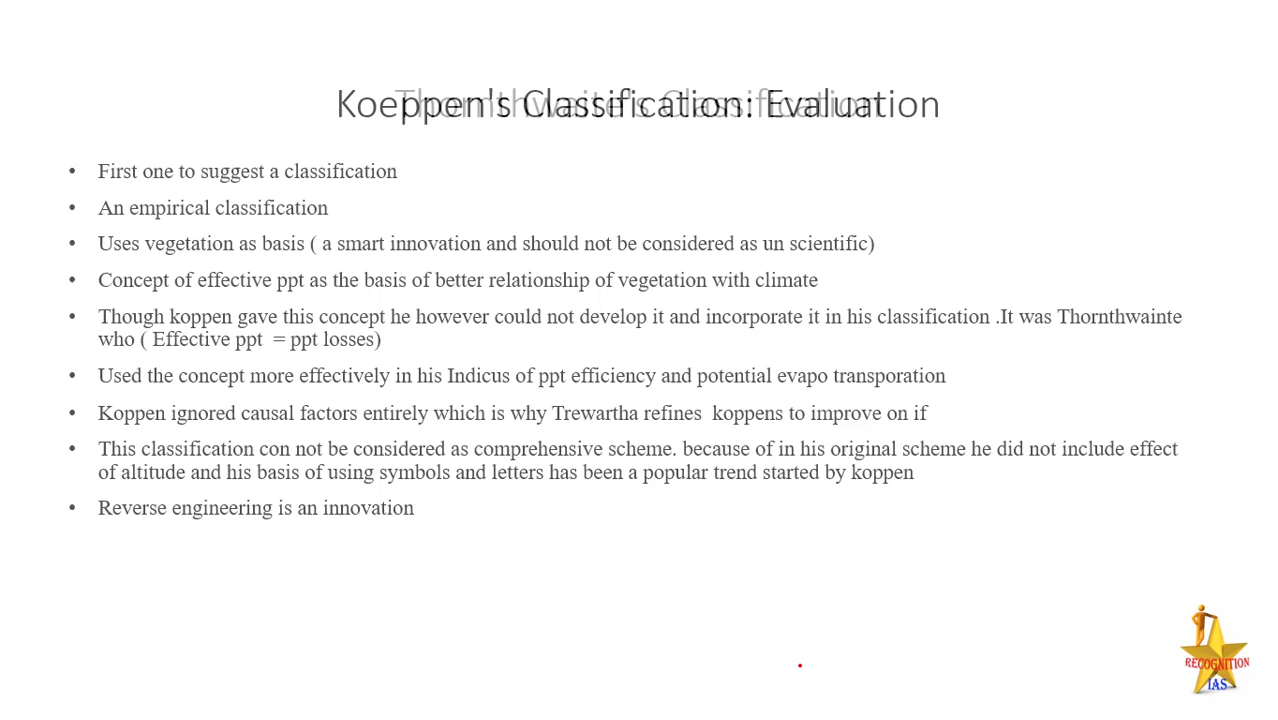 Koeppen's Classification: Evaluation
Thornthwaite's Classification
• First one to suggest a classification
• An empirical classification
• Uses vegetation as basis ( a smart innovation and should not be considered as un scientific)
• Concept of effective ppt as the basis of better relationship of vegetation with climate
• Though koppen gave this concept he however could not develop it and incorporate it in his classification .It was Thornthwainte
who ( Effective ppt = ppt losses)
• Used the concept more effectively in his Indicus of ppt efficiency and potential evapo transporation
• Koppen ignored causal factors entirely which is why Trewartha refines koppens to improve on if
• This classification con not be considered as comprehensive scheme. because of in his original scheme he did not include effect
of altitude and his basis of using symbols and letters has been a popular trend started by koppen
• Reverse engineering is an innovation
RECOGNITION
IAS